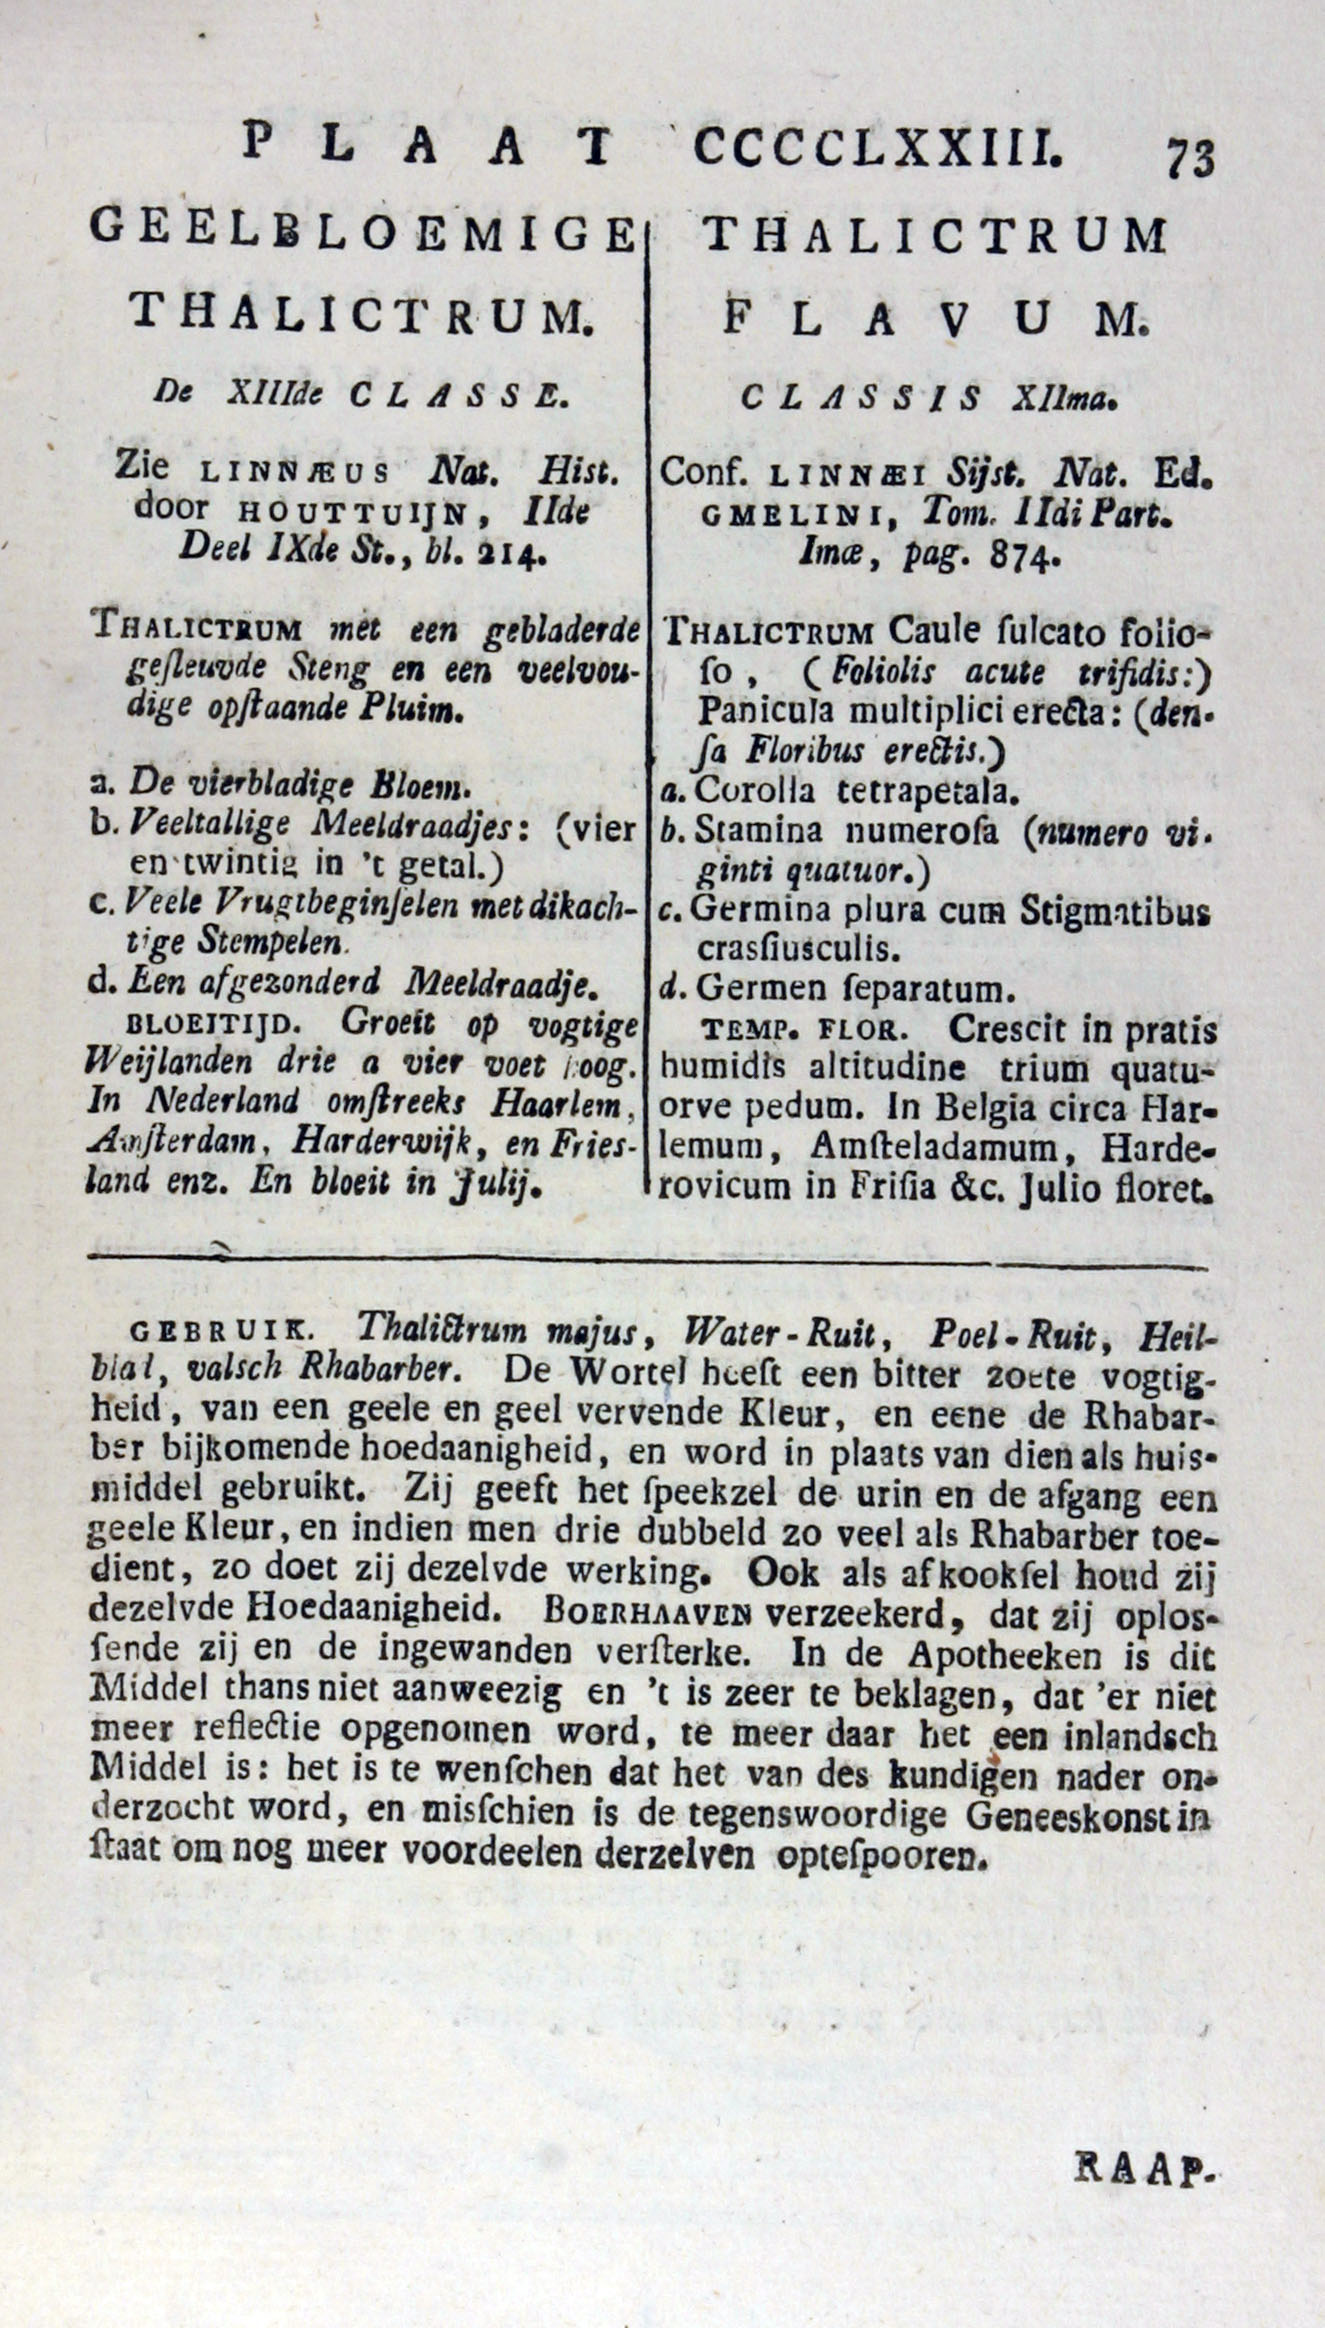 PLAAT CCCCCLXXIII. 73
GEELBLOEMIGE
THALICTRUM.
De XIIIde CLASSE.
Zie LINNÆUS Nat. Hist.
door HOUTTUIJN, IIde
Deel IXde St., bl. 214.
THALICTRUM met een gebladerde
geſleuvde Steng en een veelvou-
dige opſtaande Pluim.
a. De vierbladige Bloem.
b. Veeltallige Meeldraadjes: (vier
en twintig in 't getal.)
c. Veele Vrugtbeginſelen met dikach-
tige Stempelen.
d. Een afgezonderd Meeldraadje.
BLOEITIJD. Groeit op vogtige
Weijlanden drie a vier voet hoog.
In Nederland omſtreeks Haarlem,
Amſterdam, Harderwijk, en Fries-
land enz. En bloeit in Julij.
THALICTRUM
FLAVUM.
CLASSIS XIIma.
Conf. LINNÆI Sijst. Nat. Ed.
GMELINI, Tom. IIdi Part.
Imæ, pag. 874.
THALICTRUM Caule ſulcato folio-
ſo, (Foliolis acute trifidis:)
Panicula multiplici erecta: (den-
ſa Floribus erectis.)
a. Corolla tetrapetala.
b. Stamina numeroſa (numero vi-
ginti quatuor.)
c. Germina plura cum Stigmatibus
crasſiusculis.
d. Germen ſeparatum.
TEMP. FLOR. Crescit in pratis
humidis altitudine trium quatu-
orve pedum. In Belgia circa Har-
lemum, Amſteladamum, Harde-
rovicum in Friſia &c. Julio floret.
GEBRUIK. Thalictrum majus, Water-Ruit, Poel-Ruit, Heil-
blal, valsch Rhabarber. De Wortel heeft een bitter zoete vogtig-
heid, van een geele en geel vervende Kleur, en eene de Rhabar-
ber bijkomende hoedaanigheid, en word in plaats van dien als huis-
middel gebruikt. Zij geeft het ſpeekzel de urin en de afgang een
geele Kleur, en indien men drie dubbeld zo veel als Rhabarber toe-
dient, zo doet zij dezelvde werking. Ook als afkookſel houd zij
dezelvde Hoedaanigheid. BOERHAAVEN verzeekerd, dat zij oplos-
ſende zij en de ingewanden verſterke. In de Apotheeken is dit
Middel thans niet aanweezig en 't is zeer te beklagen, dat 'er niet
meer reflectie opgenomen word, te meer daar het een inlandsch
Middel is: het is te wenſchen dat het van des kundigen nader on-
derzocht word, en misſchien is de tegenswoordige Geneeskonst in
ſtaat om nog meer voordeelen derzelven opteſpooren.
RAAP-